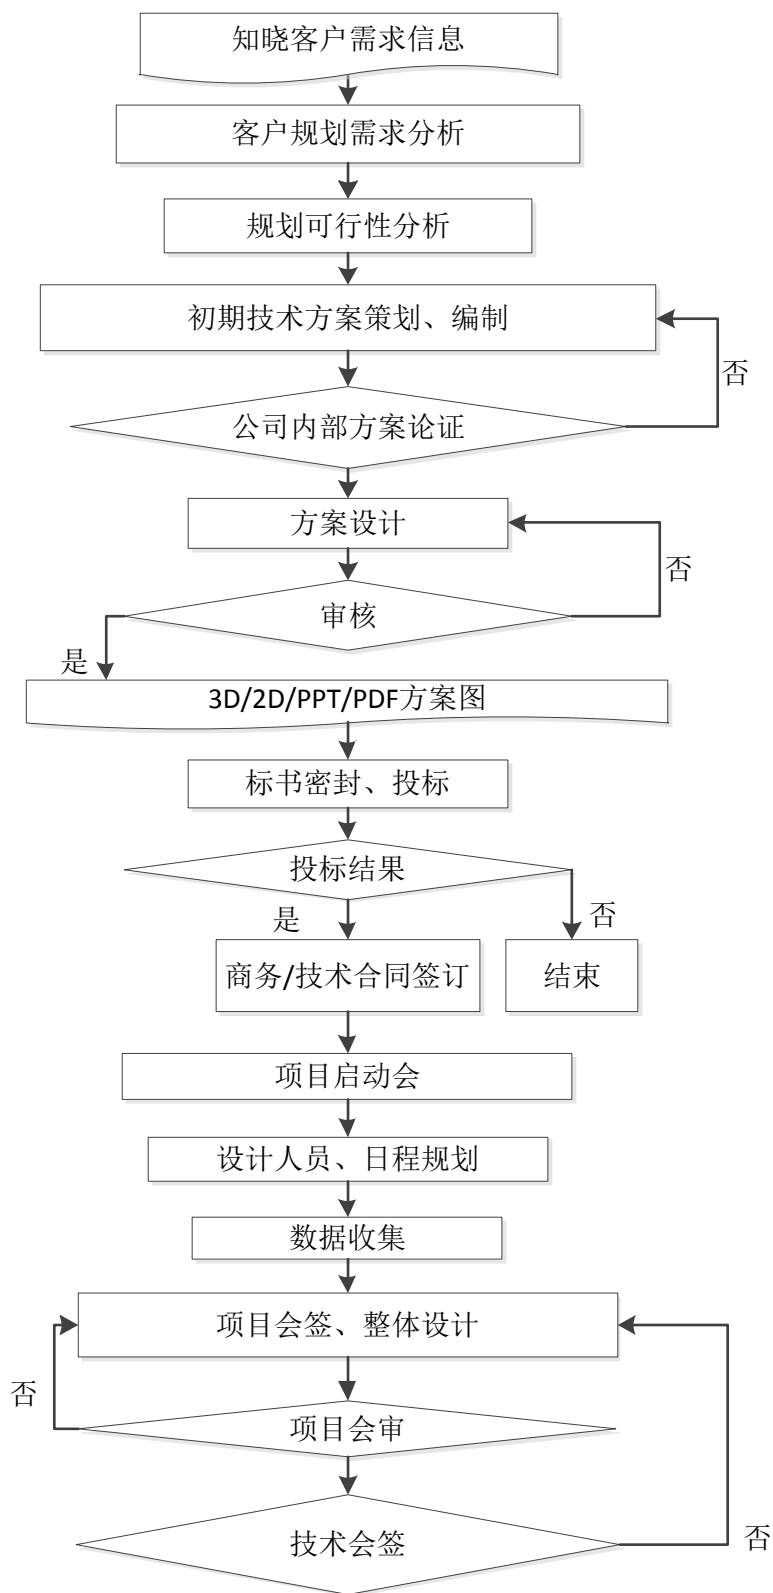 知晓客户需求信息
客户规划需求分析
规划可行性分析
初期技术方案策划、编制
否
公司内部方案论证
方案设计
否
审核
是
3D/2D/PPT/PDF方案图
标书密封、投标
投标结果
是
否
商务/技术合同签订
结束
项目启动会
设计人员、日程规划
数据收集
项目会签、整体设计
否
项目会审
技术会签
否